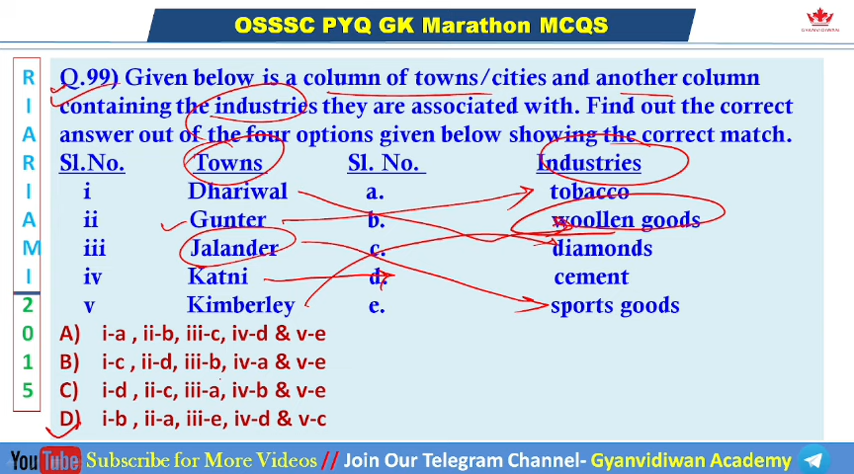 OSSSC PYQ GK Marathon MCQS
GYANVIDIWAN
RIARIAMI 2015
Q.99) Given below is a column of towns/cities and another column
containing the industries they are associated with. Find out the correct
answer out of the four options given below showing the correct match.
Sl.No. Towns Sl. No. Industries
i Dhariwal a. tobacco
ii Gunter b. woollen goods
iii Jalander c. diamonds
iv Katni d. cement
v Kimberley e. sports goods
A) i-a , ii-b, iii-c, iv-d & v-e
B) i-c , ii-d, iii-b, iv-a & v-e
C) i-d , ii-c, iii-a, iv-b & v-e
D) i-b , ii-a, iii-e, iv-d & v-c
YouTube Subscribe for More Videos // Join Our Telegram Channel- Gyanvidiwan Academy